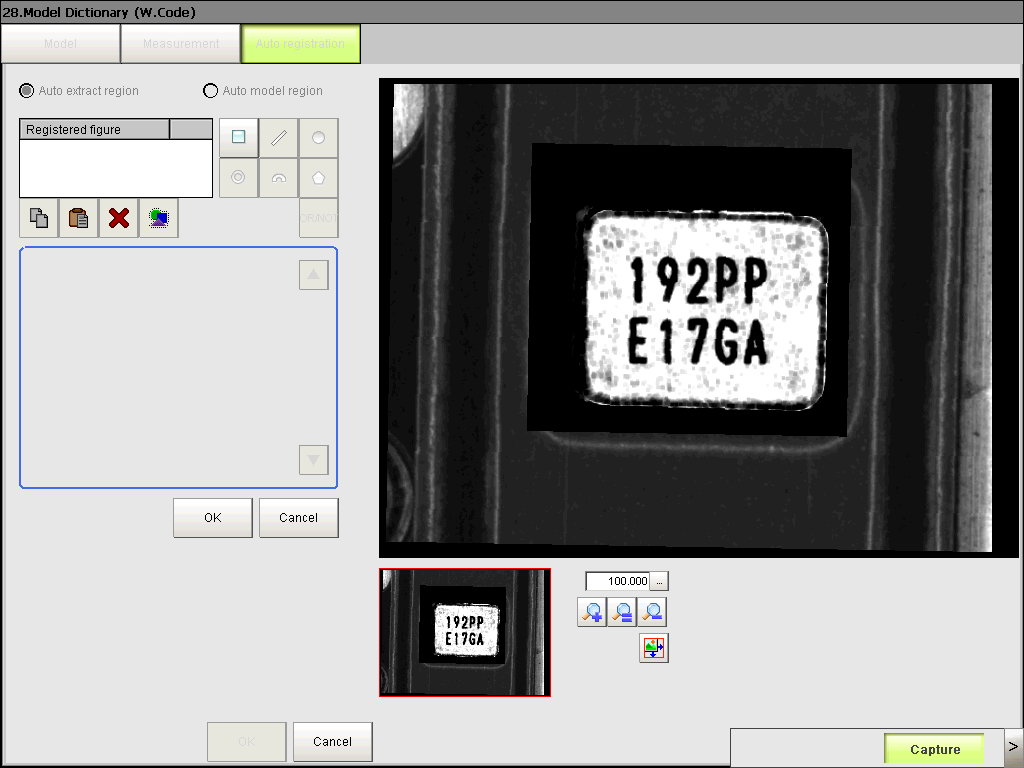 28.Model Dictionary (W.Code)
Model
Measurement
Auto registration
Auto extract region
Auto model region
Registered figure
OR/NOT
OK
Cancel
192PP
E17GA
192PP
E17GA
100.000
...
OK
Cancel
Capture
>